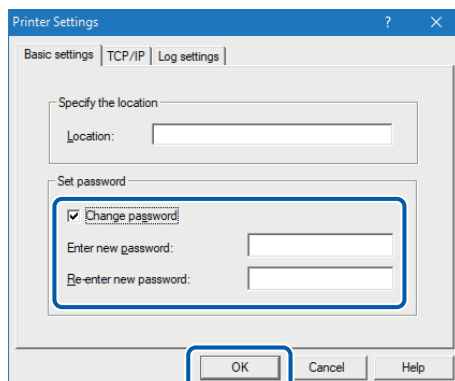 Printer Settings ? ×
Basic settings TCP/IP Log settings
Specify the location
Location:
Set password
Change password
Enter new password:
Re-enter new password:
OK Cancel Help